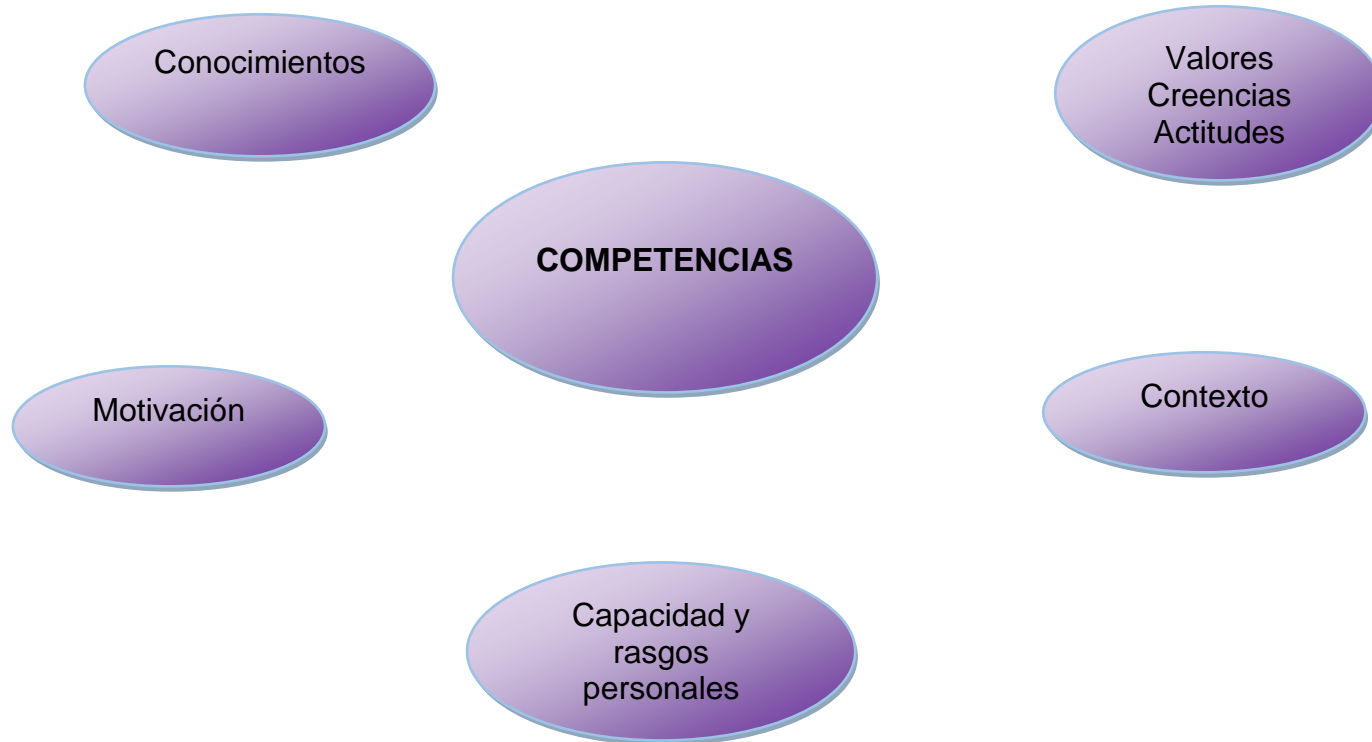 Conocimientos
Valores
Creencias
Actitudes
COMPETENCIAS
Motivación
Contexto
Capacidad y
rasgos
personales